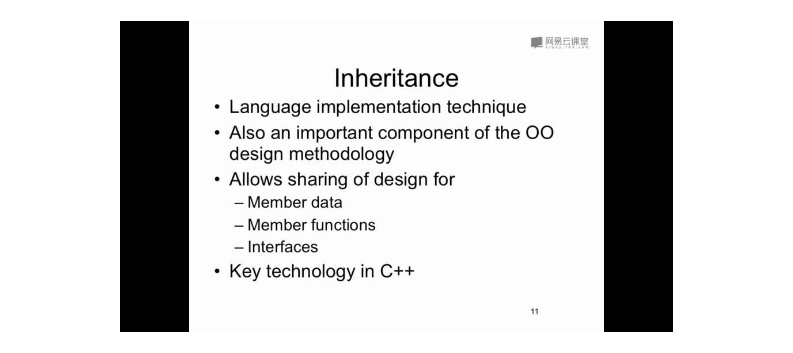 网易云课堂
Inheritance
• Language implementation technique
• Also an important component of the OO
design methodology
• Allows sharing of design for
– Member data
– Member functions
– Interfaces
• Key technology in C++
11